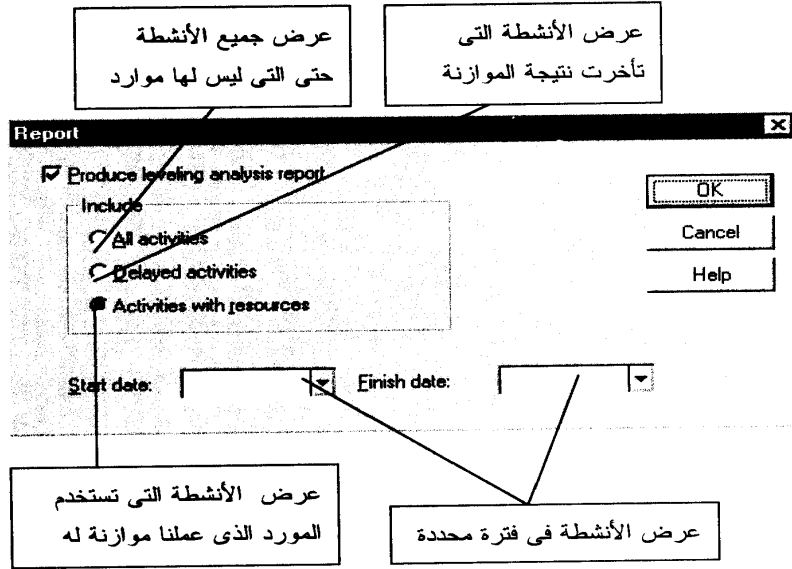 عرض جميع الأنشطة
حتى التى ليس لها موارد
عرض الأنشطة التى
تأخرت نتيجة الموازنة
Report
Produce leveling analysis report
Include
All activities
Delayed activities
Activities with resources
OK
Cancel
Help
Start date:
Finish date:
عرض الأنشطة التى تستخدم
المورد الذى عملنا موازنة له
عرض الأنشطة فى فترة محددة